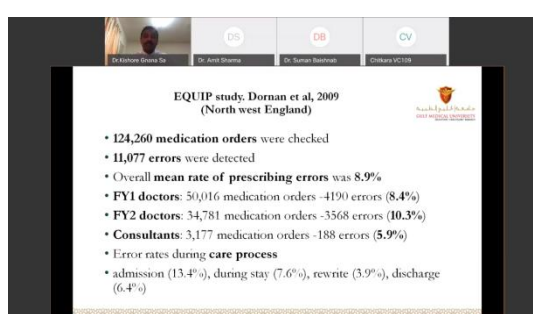 DS
DB
CV
Dr.Kishore Gnana Sa
Dr. Amit Sharma
Dr. Suman Baishnab
Chitkara VC109
EQUIP study. Dornan et al, 2009
(North west England)
GULF MEDICAL UNIVERSITY
• 124,260 medication orders were checked
• 11,077 errors were detected
• Overall mean rate of prescribing errors was 8.9%
• FY1 doctors: 50,016 medication orders -4190 errors (8.4%)
• FY2 doctors: 34,781 medication orders -3568 errors (10.3%)
• Consultants: 3,177 medication orders -188 errors (5.9%)
• Error rates during care process
• admission (13.4%), during stay (7.6%), rewrite (3.9%), discharge
(6.4%)